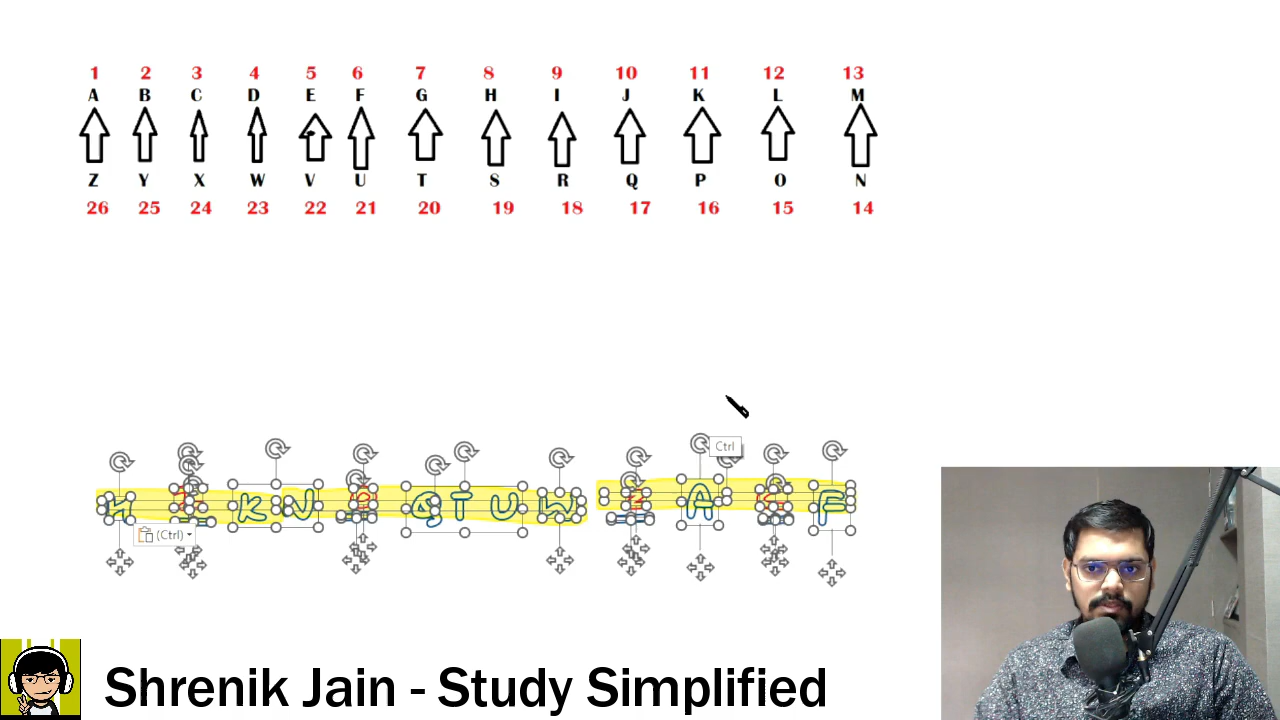 1 2 3 4 5 6 7 8 9 10 11 12 13
A B C D E F G H I J K L M
Z Y X W V U T S R Q P O N
26 25 24 23 22 21 20 19 18 17 16 15 14
Ctrl
K N Q T U W A F
(Ctrl)
Shrenik Jain - Study Simplified